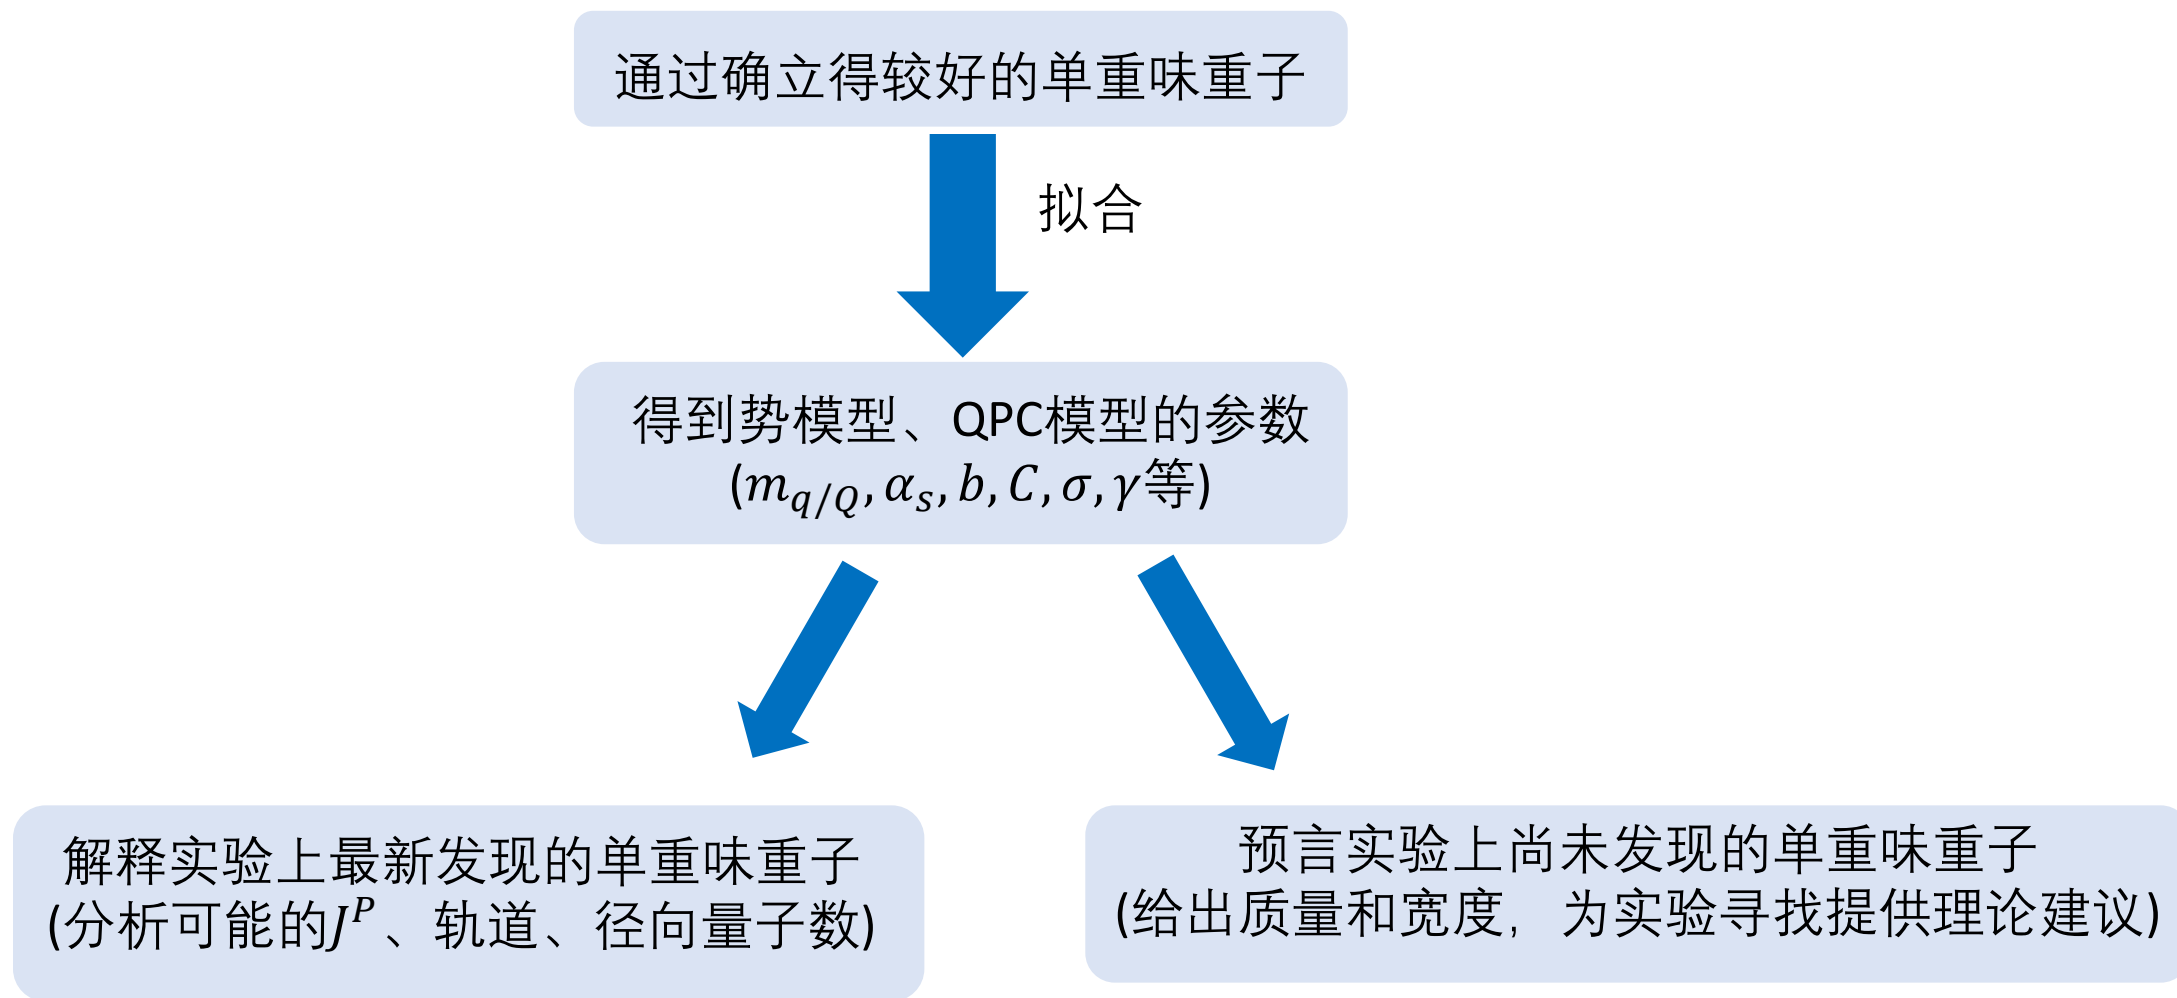 通过确立得较好的单重味重子
拟合
得到势模型、QPC模型的参数
(m_{q/Q}, α_s, b, C, σ, γ等)
解释实验上最新发现的单重味重子
(分析可能的J^P、轨道、径向量子数)
预言实验上尚未发现的单重味重子
(给出质量和宽度，为实验寻找提供理论建议)